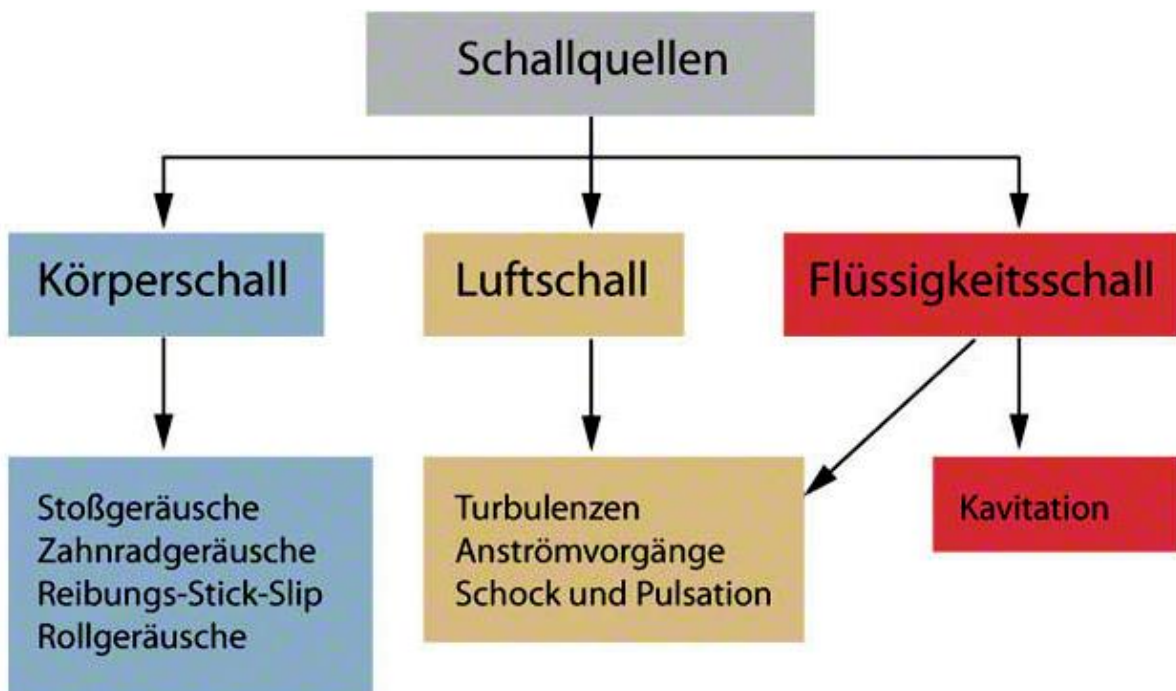 Schallquellen
Körperschall
Luftschall
Flüssigkeitsschall
Stoßgeräusche
Zahnradgeräusche
Reibungs-Stick-Slip
Rollgeräusche
Turbulenzen
Anströmvorgänge
Schock und Pulsation
Kavitation